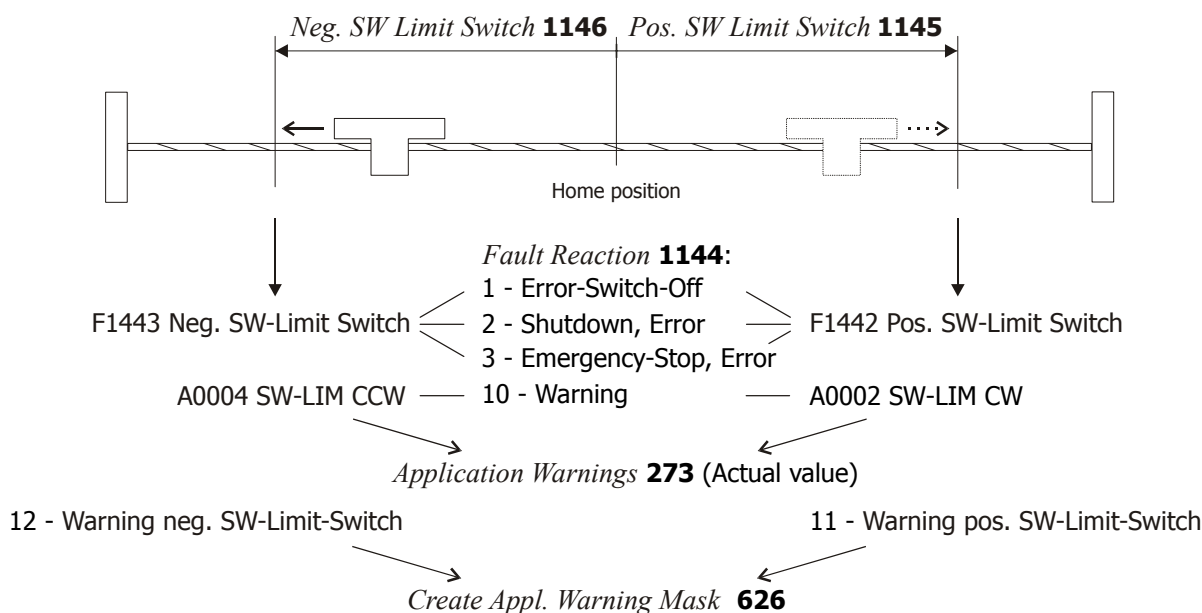 Neg. SW Limit Switch 1146 Pos. SW Limit Switch 1145
Home position
Fault Reaction 1144:
1 - Error-Switch-Off
F1443 Neg. SW-Limit Switch 2 - Shutdown, Error F1442 Pos. SW-Limit Switch
3 - Emergency-Stop, Error
A0004 SW-LIM CCW 10 - Warning A0002 SW-LIM CW
Application Warnings 273 (Actual value)
12 - Warning neg. SW-Limit-Switch 11 - Warning pos. SW-Limit-Switch
Create Appl. Warning Mask 626